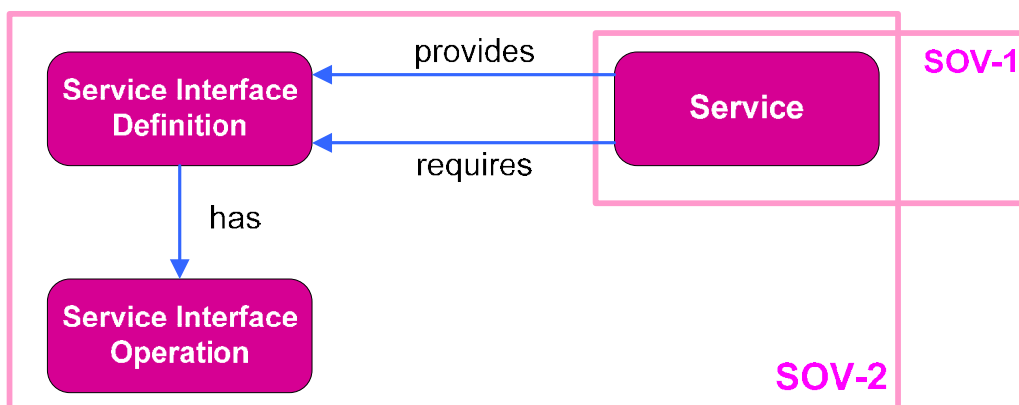 provides
SOV-1
Service Interface
Definition
Service
requires
has
Service Interface
Operation
SOV-2